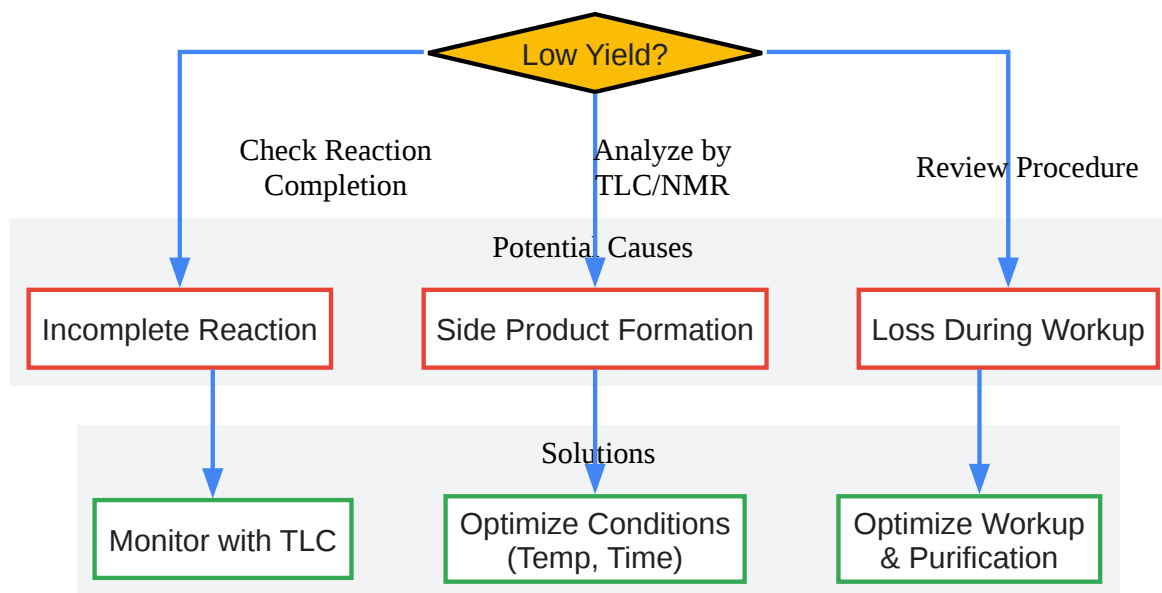 Low Yield?
Check Reaction
Completion
Analyze by
TLC/NMR
Review Procedure
Potential Causes
Incomplete Reaction
Side Product Formation
Loss During Workup
Solutions
Monitor with TLC
Optimize Conditions
(Temp, Time)
Optimize Workup
& Purification